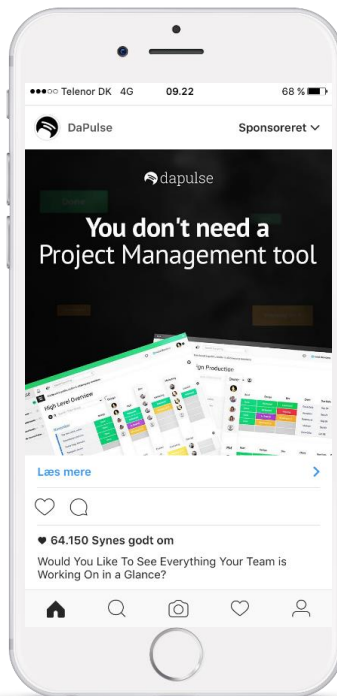 Telenor DK 4G 09.22 68 %
DaPulse Sponsoreret
dapulse
You don't need a
Project Management tool
High Level Overview
ign Production
Læs mere
64.150 Synes godt om
Would You Like To See Everything Your Team is
Working On in a Glance?